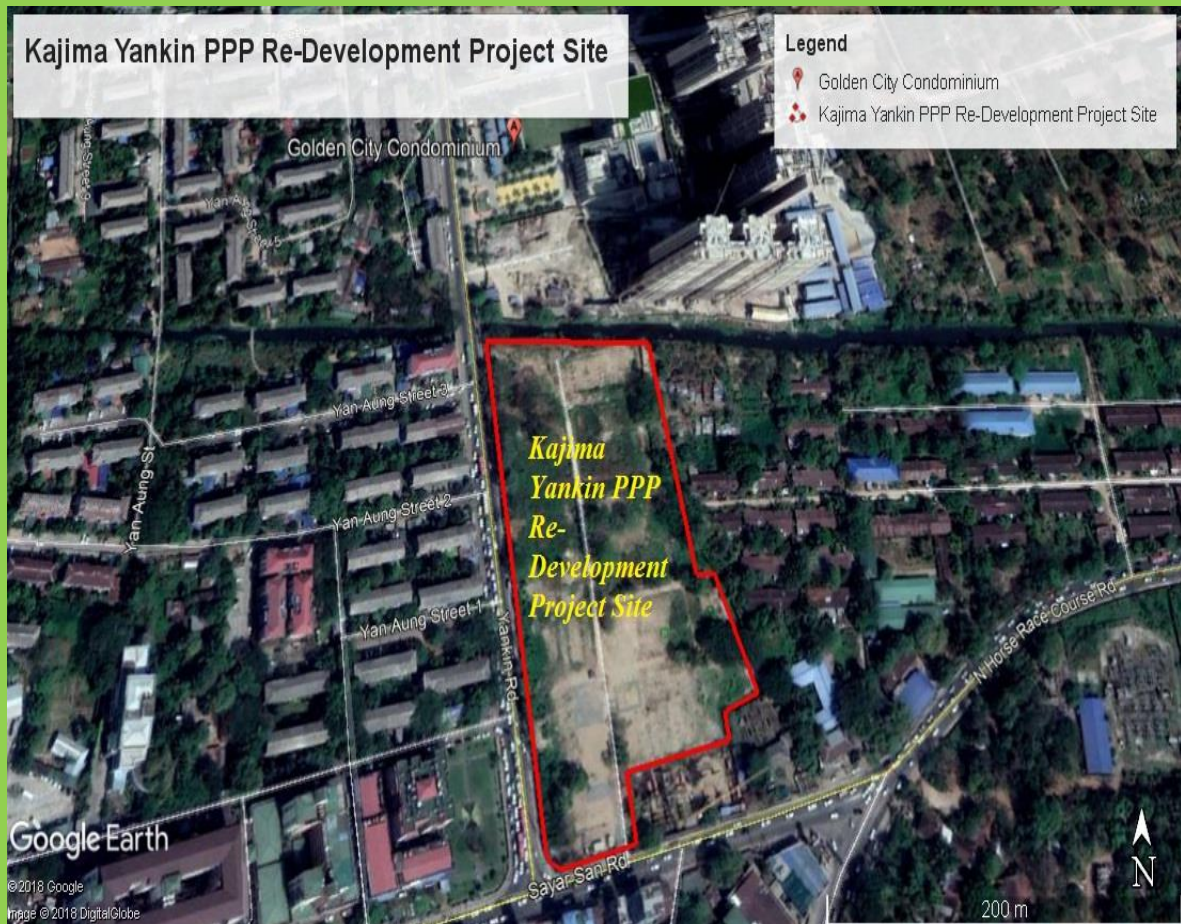 Kajima Yankin PPP Re-Development Project Site
Legend
Golden City Condominium
Kajima Yankin PPP Re-Development Project Site
Golden City Condominium
Yan Aung Street 3
Kajima
Yankin PPP
Re-
Development
Project Site
Yan Aung St
Yan Aung Street 2
Yan Aung Street 1
Yankin Rd
N Horse Race Course Rd
Sayar San Rd
Google Earth
© 2018 Google
Image © 2018 DigitalGlobe
200 m
N